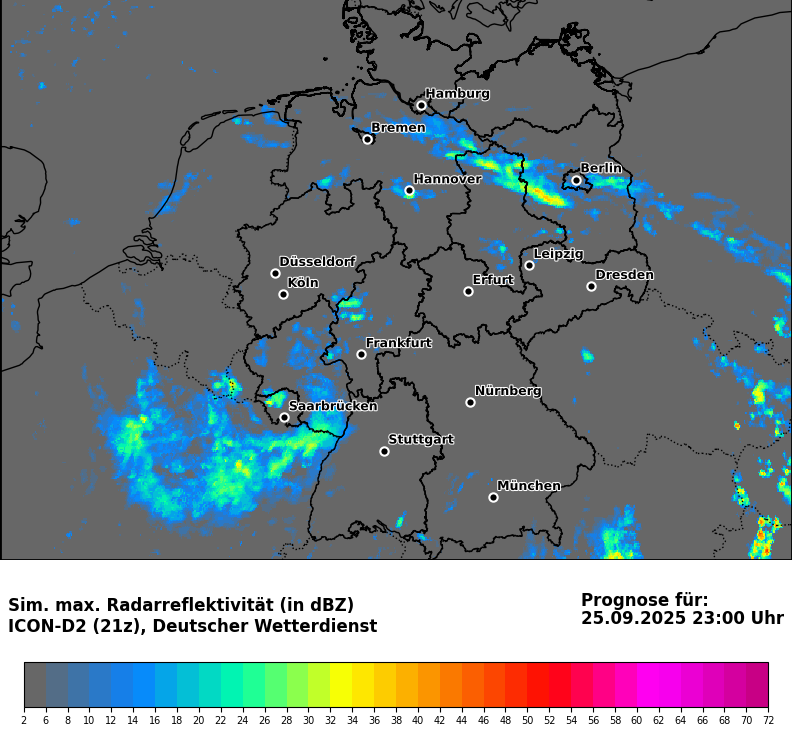 Hamburg
Bremen
Berlin
Hannover
Leipzig
Düsseldorf
Dresden
Köln
Erfurt
Frankfurt
Nürnberg
Saarbrücken
Stuttgart
München
Sim. max. Radarreflektivität (in dBZ)
ICON-D2 (21z), Deutscher Wetterdienst
Prognose für:
25.09.2025 23:00 Uhr
2 6 8 10 12 14 16 18 20 22 24 26 28 30 32 34 36 38 40 42 44 46 48 50 52 54 56 58 60 62 64 66 68 70 72